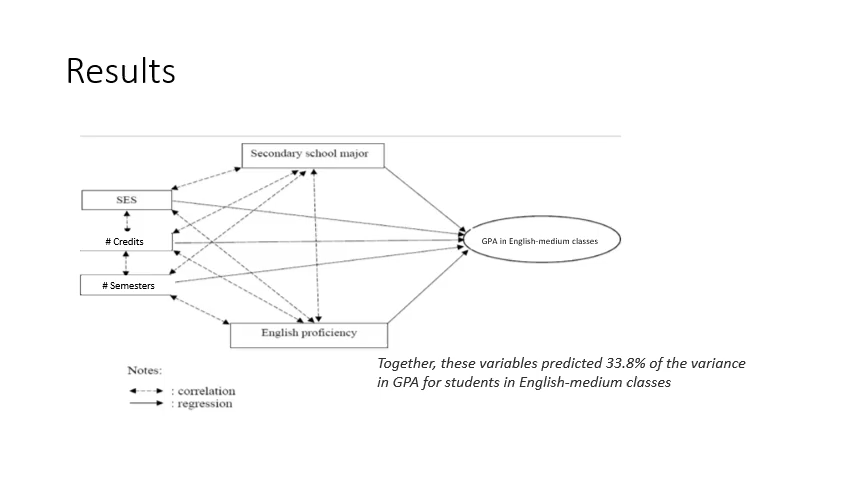 Results
Secondary school major
SES
# Credits
GPA in English-medium classes
# Semesters
English proficiency
Together, these variables predicted 33.8% of the variance
in GPA for students in English-medium classes
Notes:
: correlation
: regression